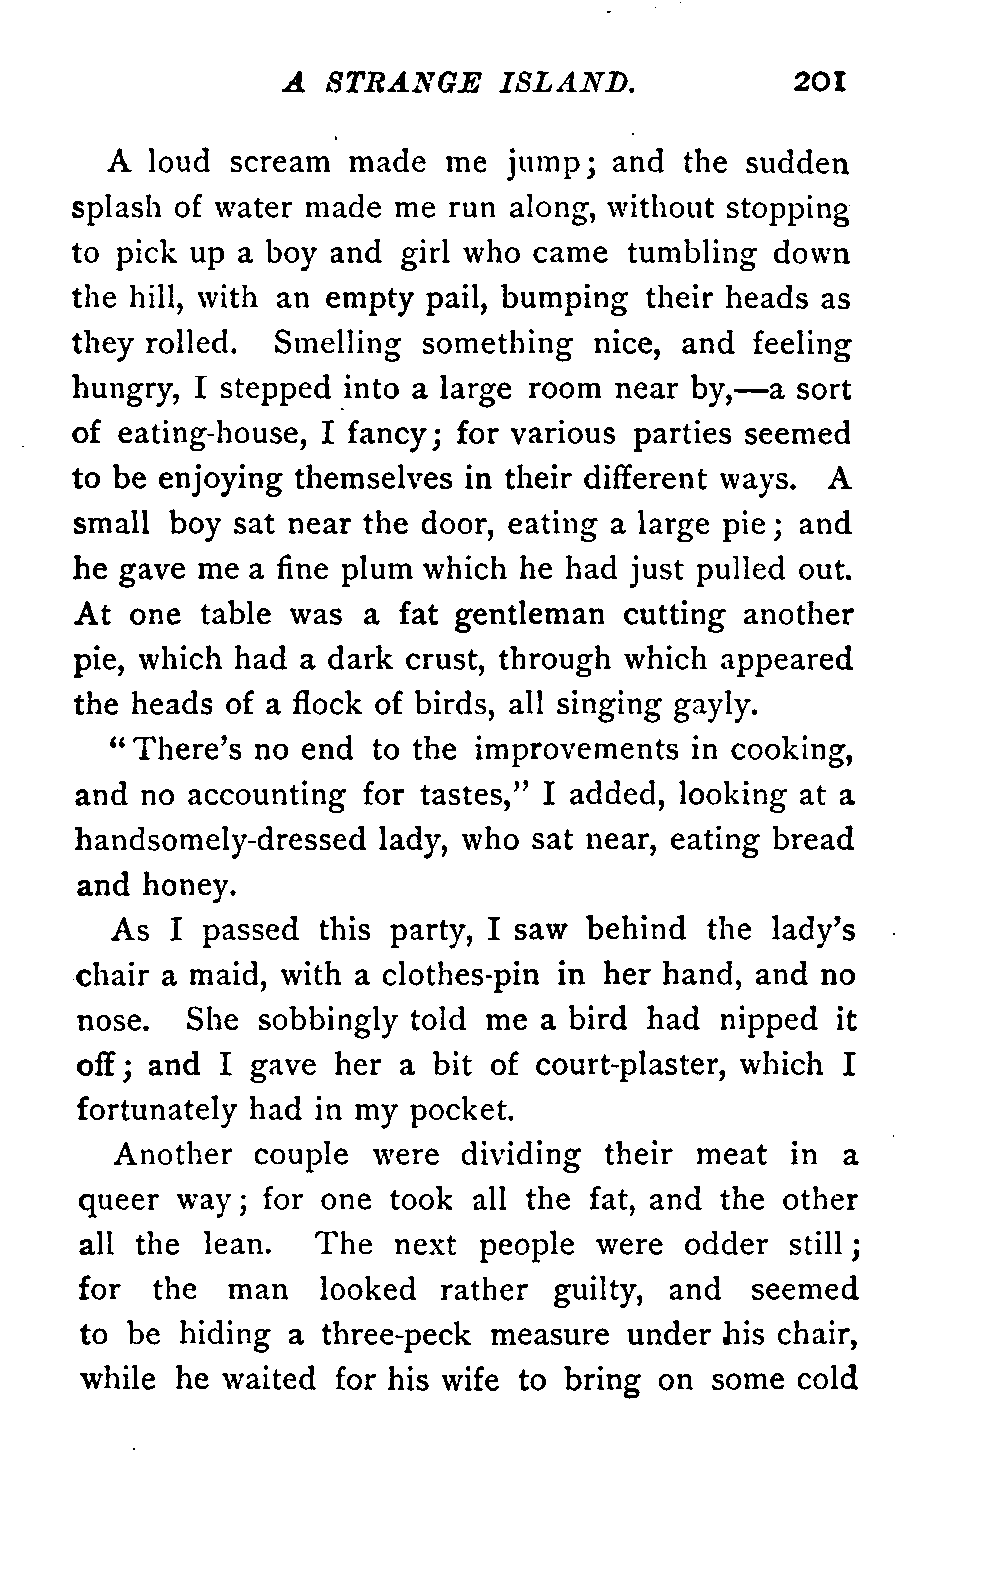 A STRANGE ISLAND. 201
A loud scream made me jump; and the sudden
splash of water made me run along, without stopping
to pick up a boy and girl who came tumbling down
the hill, with an empty pail, bumping their heads as
they rolled. Smelling something nice, and feeling
hungry, I stepped into a large room near by,—a sort
of eating-house, I fancy; for various parties seemed
to be enjoying themselves in their different ways. A
small boy sat near the door, eating a large pie; and
he gave me a fine plum which he had just pulled out.
At one table was a fat gentleman cutting another
pie, which had a dark crust, through which appeared
the heads of a flock of birds, all singing gayly.
“There’s no end to the improvements in cooking,
and no accounting for tastes,” I added, looking at a
handsomely-dressed lady, who sat near, eating bread
and honey.
As I passed this party, I saw behind the lady’s
chair a maid, with a clothes-pin in her hand, and no
nose. She sobbingly told me a bird had nipped it
off; and I gave her a bit of court-plaster, which I
fortunately had in my pocket.
Another couple were dividing their meat in a
queer way; for one took all the fat, and the other
all the lean. The next people were odder still;
for the man looked rather guilty, and seemed
to be hiding a three-peck measure under his chair,
while he waited for his wife to bring on some cold